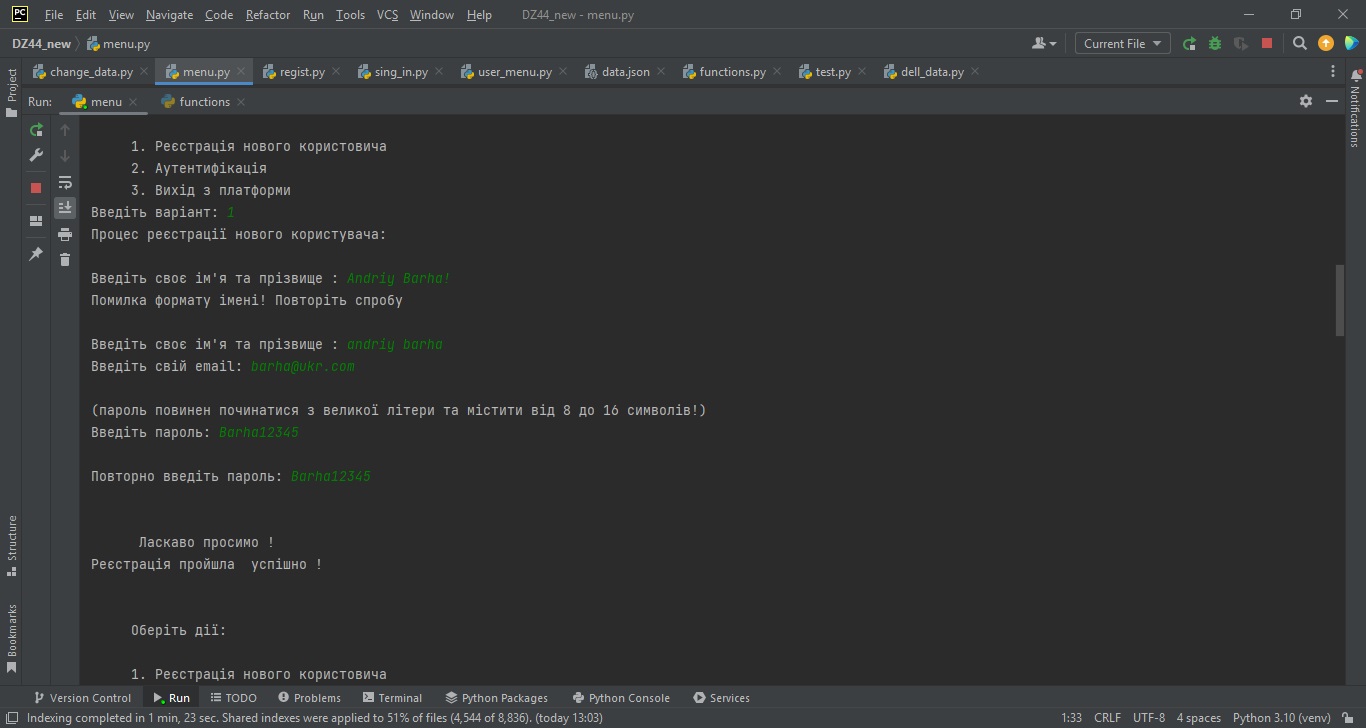 PC File Edit View Navigate Code Refactor Run Tools VCS Window Help DZ44_new - menu.py
DZ44_new menu.py Current File
change_data.py menu.py regist.py sing_in.py user_menu.py data.json functions.py test.py dell_data.py
Run: menu functions
Project
Notifications
1. Реєстрація нового користовича
2. Аутентифікація
3. Вихід з платформи
Введіть варіант: 1
Процес реєстрації нового користувача:
Введіть своє ім'я та прізвище : Andriy Barha!
Помилка формату імені! Повторіть спробу
Введіть своє ім'я та прізвище : andriy barha
Введіть свій email: barha@ukr.com
(пароль повинен починатися з великої літери та містити від 8 до 16 символів!)
Введіть пароль: Barha12345
Повторно введіть пароль: Barha12345
Ласкаво просимо !
Реєстрація пройшла  успішно !
Оберіть дії:
1. Реєстрація нового користовича
Structure
Bookmarks
Version Control Run TODO Problems Terminal Python Packages Python Console Services
Indexing completed in 1 min, 23 sec. Shared indexes were applied to 51% of files (4,544 of 8,836). (today 13:03) 1:33 CRLF UTF-8 4 spaces Python 3.10 (venv)